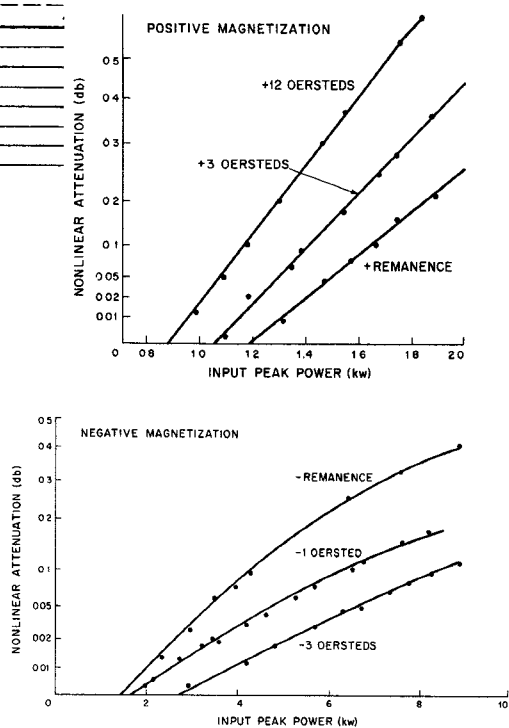 POSITIVE MAGNETIZATION
+12 OERSTEDS
+3 OERSTEDS
+REMANENCE
NONLINEAR ATTENUATION (db)
0.5
0.4
0.3
0.2
0.1
0.05
0.02
0.01
0 0.8 1.0 1.2 1.4 1.6 1.8 2.0
INPUT PEAK POWER (kw)
NEGATIVE MAGNETIZATION
-REMANENCE
-1 OERSTED
-3 OERSTEDS
NONLINEAR ATTENUATION (db)
0.5
0.4
0.3
0.2
0.1
0.05
0.02
0.01
0 2 4 6 8 10
INPUT PEAK POWER (kw)